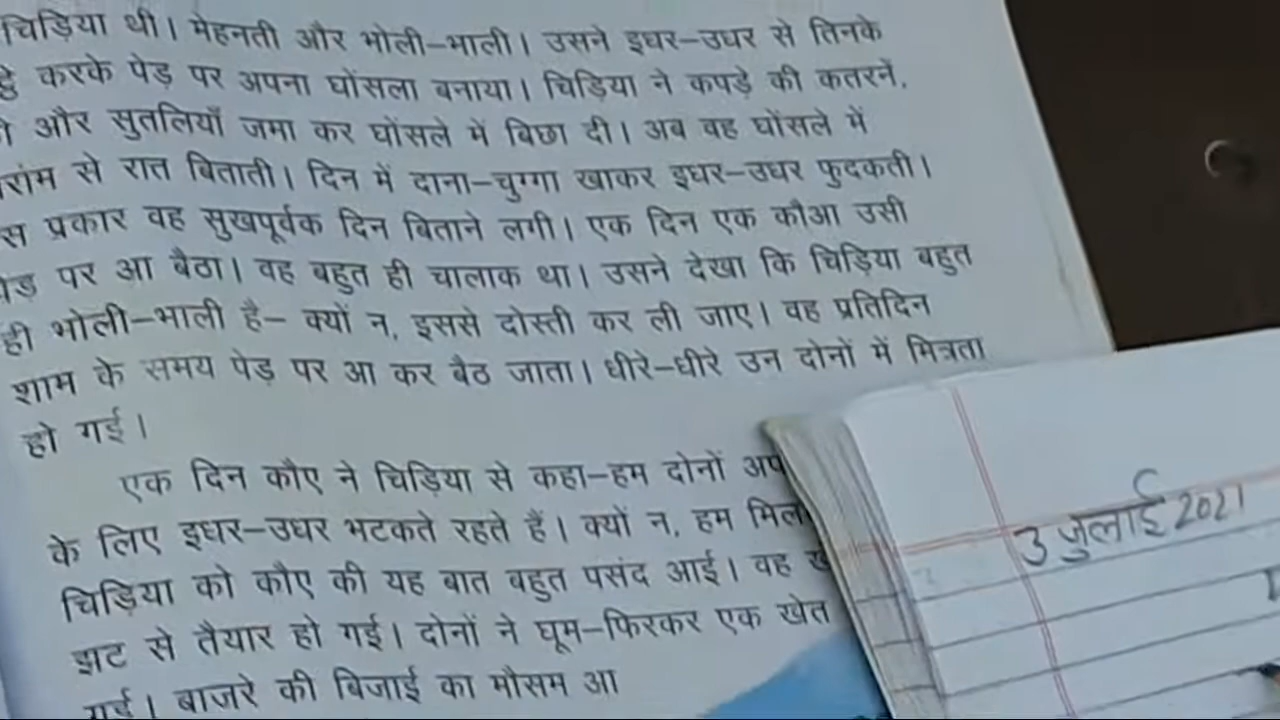 चिड़िया थी। मेहनती और भोली–भाली। उसने इधर–उधर से तिनके
करके पेड़ पर अपना घोंसला बनाया। चिड़िया ने कपड़े की कतरनें,
और सुतलियाँ जमा कर घोंसले में बिछा दी। अब वह घोंसले में
से रात बिताती। दिन में दाना–चुग्गा खाकर इधर–उधर फुदकती।
प्रकार वह सुखपूर्वक दिन बिताने लगी। एक दिन एक कौआ उसी
पर आ बैठा। वह बहुत ही चालाक था। उसने देखा कि चिड़िया बहुत
ही भोली–भाली है– क्यों न, इससे दोस्ती कर ली जाए। वह प्रतिदिन
शाम के समय पेड़ पर आ कर बैठ जाता। धीरे–धीरे उन दोनों में मित्रता
हो गई।
एक दिन कौए ने चिड़िया से कहा–हम दोनों
के लिए इधर–उधर भटकते रहते हैं। क्यों न, हम
चिड़िया को कौए की यह बात बहुत पसंद आई। वह
झट से तैयार हो गई। दोनों ने घूम–फिरकर एक खेत
गई। बाजरे की बिजाई का मौसम आ
3 जुलाई 2021